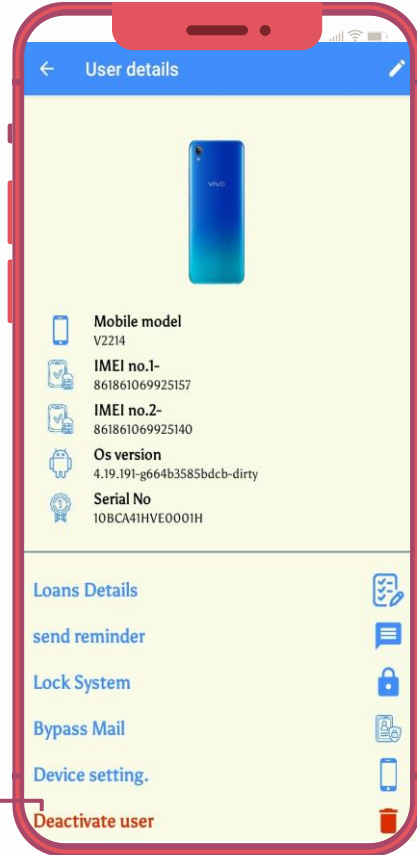 User details
vivo
Mobile model
V2214
IMEI no.1-
861861069925157
IMEI no.2-
861861069925140
Os version
4.19.191-g664b3585bdcb-dirty
Serial No
10BCA41HVE0001H
Loans Details
send reminder
Lock System
Bypass Mail
Device setting.
Deactivate user